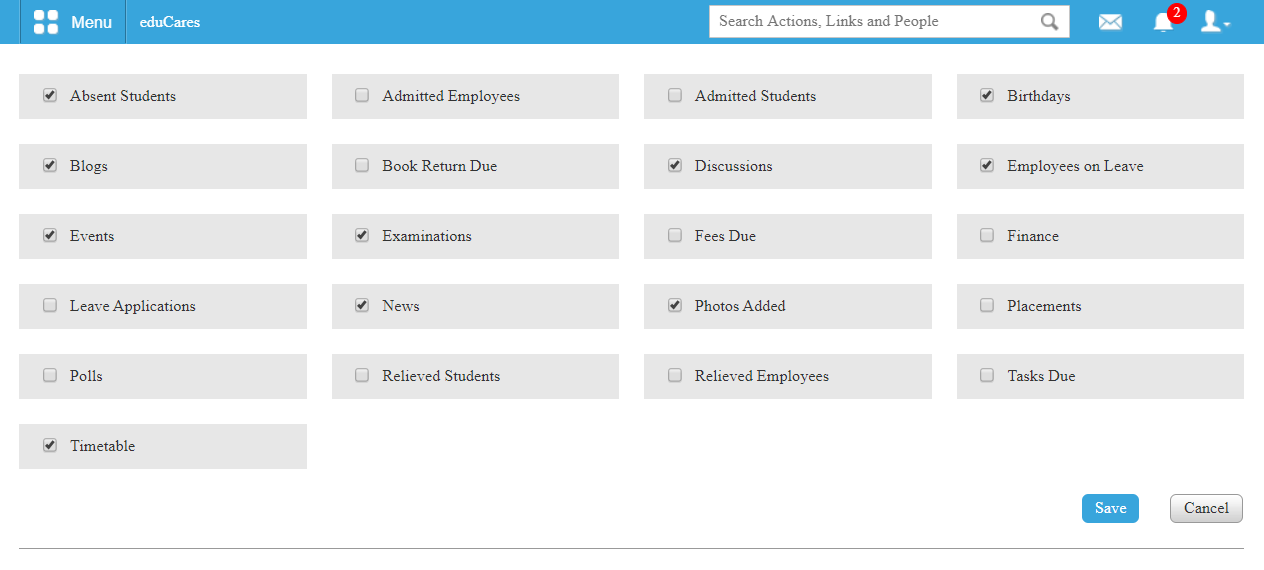 Menu eduCares Search Actions, Links and People 2
Absent Students Admitted Employees Admitted Students Birthdays
Blogs Book Return Due Discussions Employees on Leave
Events Examinations Fees Due Finance
Leave Applications News Photos Added Placements
Polls Relieved Students Relieved Employees Tasks Due
Timetable
Save Cancel